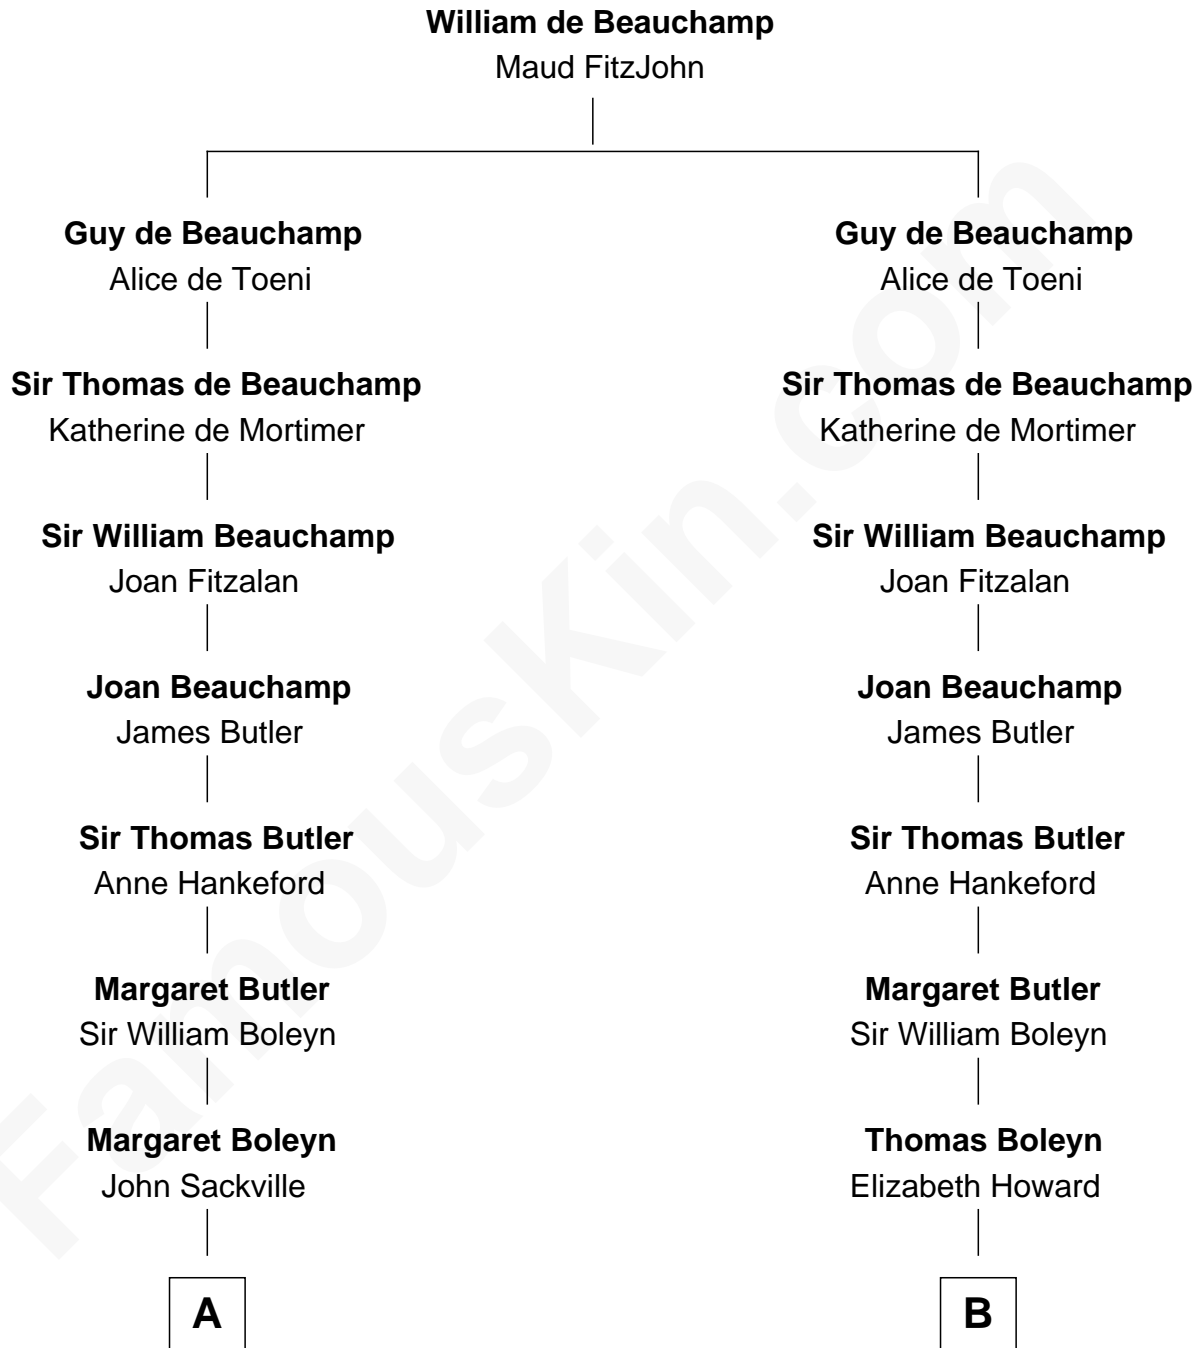 William de Beauchamp
Maud FitzJohn
Guy de Beauchamp Guy de Beauchamp
Alice de Toeni Alice de Toeni
Sir Thomas de Beauchamp Sir Thomas de Beauchamp
Katherine de Mortimer Katherine de Mortimer
Sir William Beauchamp Sir William Beauchamp
Joan Fitzalan Joan Fitzalan
Joan Beauchamp Joan Beauchamp
James Butler James Butler
Sir Thomas Butler Sir Thomas Butler
Anne Hankeford Anne Hankeford
Margaret Butler Margaret Butler
Sir William Boleyn Sir William Boleyn
Margaret Boleyn Thomas Boleyn
John Sackville Elizabeth Howard
A B
FamousKin.com